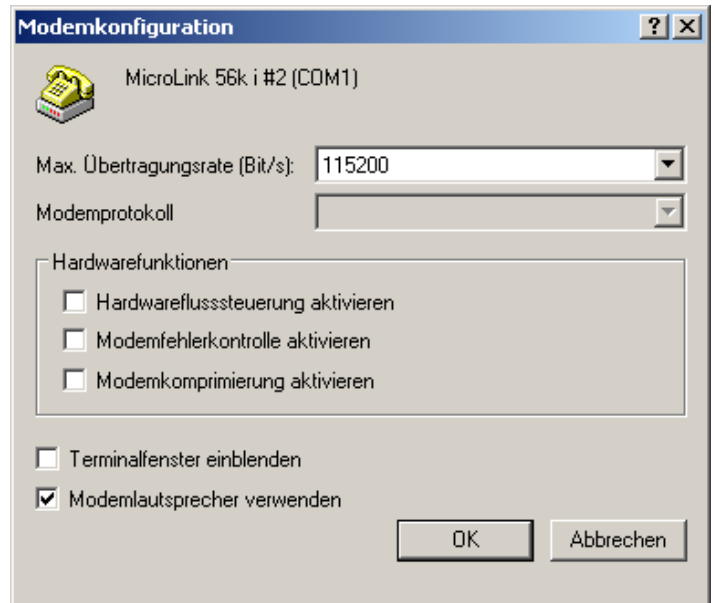 Modemkonfiguration
MicroLink 56k i #2 (COM1)
Max. Übertragungsrate (Bit/s): 115200
Modemprotokoll
Hardwarefunktionen
Hardwareflusssteuerung aktivieren
Modemfehlerkontrolle aktivieren
Modemkomprimierung aktivieren
Terminalfenster einblenden
Modemlautsprecher verwenden
OK Abbrechen